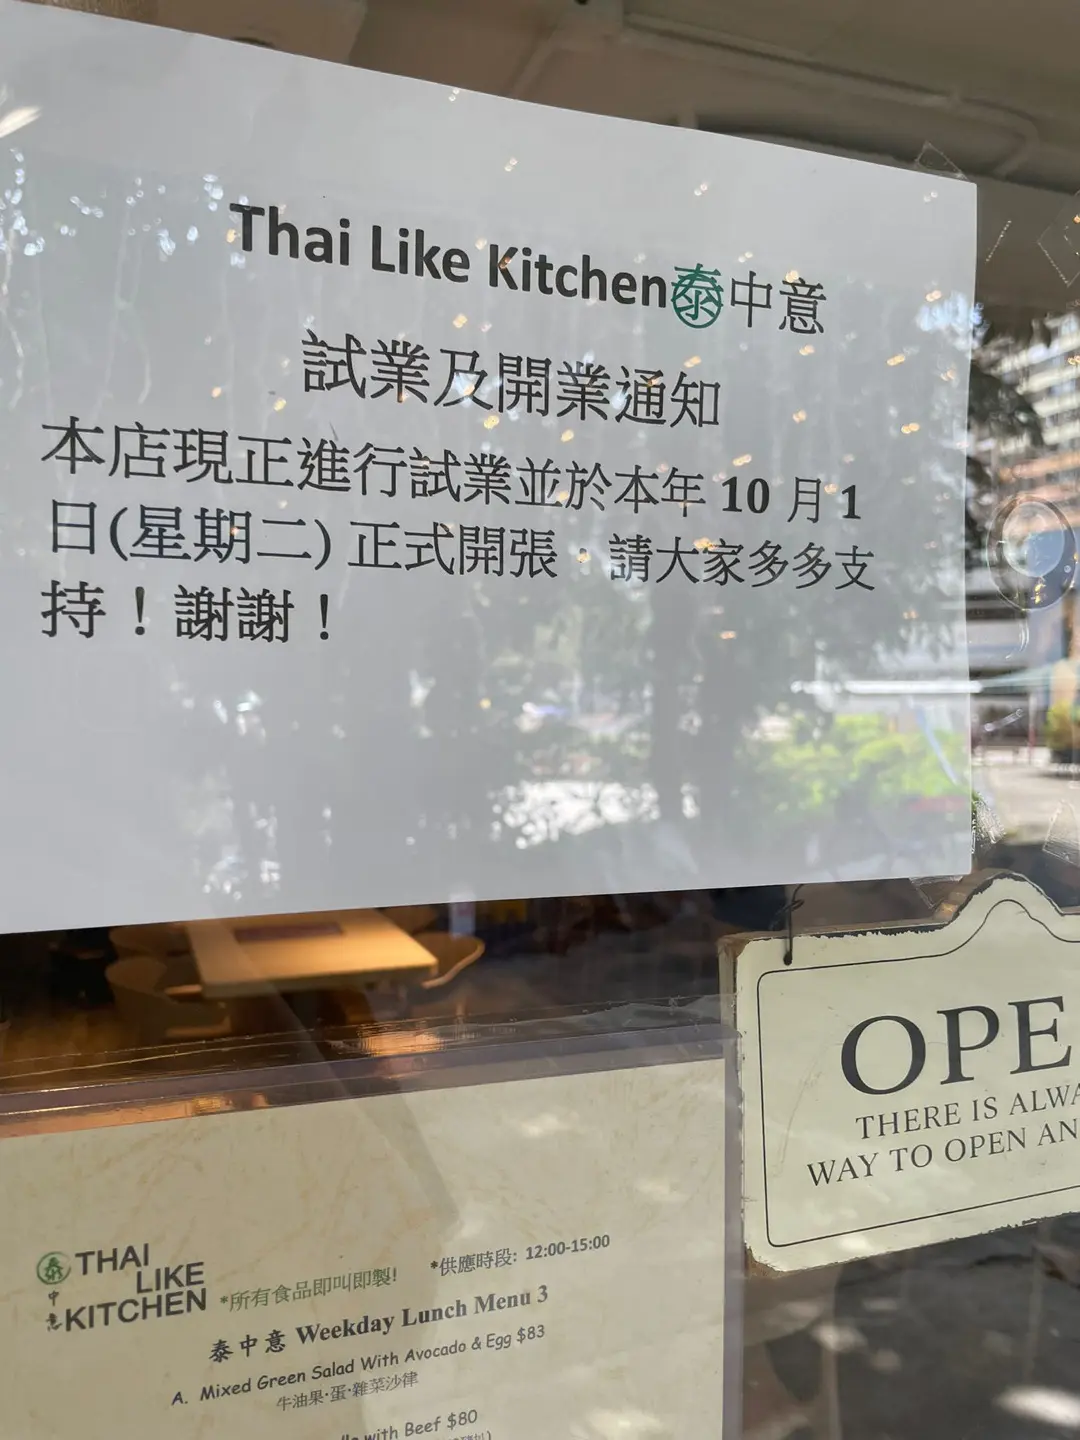 Thai Like Kitchen泰中意
試業及開業通知
本店現正進行試業並於本年 10 月 1
日(星期二) 正式開張，請大家多多支
持！謝謝！
OPE
THERE IS ALWA
WAY TO OPEN AN
泰 THAI
LIKE
中意 KITCHEN
*所有食品即叫即製!
*供應時段: 12:00-15:00
泰中意 Weekday Lunch Menu 3
A. Mixed Green Salad With Avocado & Egg $83
牛油果·蛋·雜菜沙律
with Beef $80